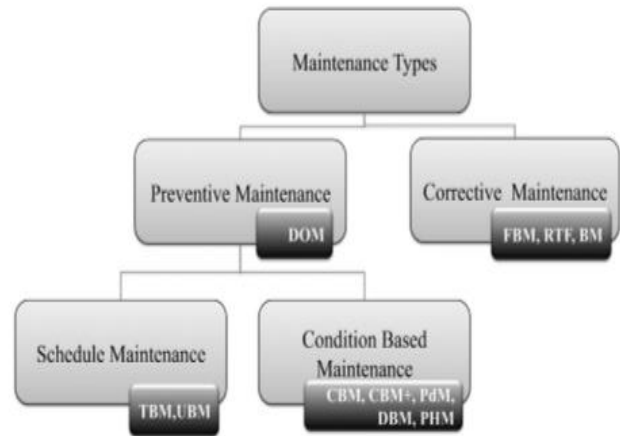 Maintenance Types
Preventive Maintenance
DOM
Corrective Maintenance
FBM, RTF, BM
Schedule Maintenance
TBM,UBM
Condition Based
Maintenance
CBM, CBM+, PdM,
DBM, PHM